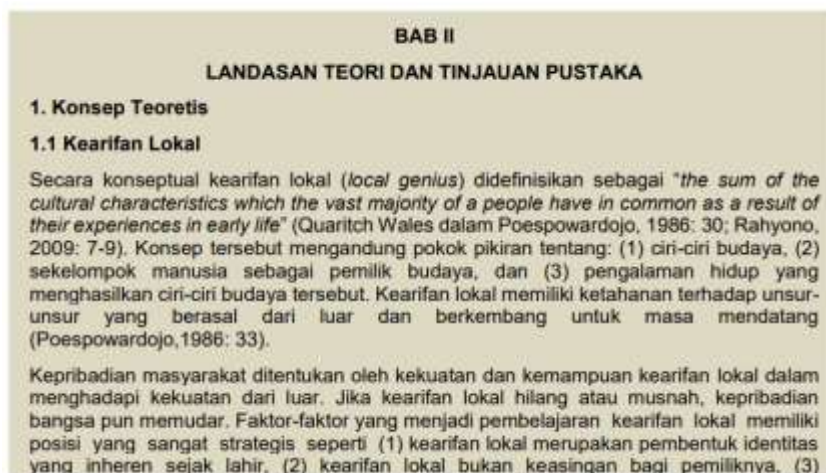 BAB II
LANDASAN TEORI DAN TINJAUAN PUSTAKA
1. Konsep Teoretis
1.1 Kearifan Lokal
Secara konseptual kearifan lokal (local genius) didefinisikan sebagai "the sum of the
cultural characteristics which the vast majority of a people have in common as a result of
their experiences in early life" (Quaritch Wales dalam Poespowardojo, 1986: 30; Rahyono,
2009: 7-9). Konsep tersebut mengandung pokok pikiran tentang: (1) ciri-ciri budaya, (2)
sekelompok manusia sebagai pemilik budaya, dan (3) pengalaman hidup yang
menghasilkan ciri-ciri budaya tersebut. Kearifan lokal memiliki ketahanan terhadap unsur-
unsur yang berasal dari luar dan berkembang untuk masa mendatang
(Poespowardojo,1986: 33).
Kepribadian masyarakat ditentukan oleh kekuatan dan kemampuan kearifan lokal dalam
menghadapi kekuatan dari luar. Jika kearifan lokal hilang atau musnah, kepribadian
bangsa pun memudar. Faktor-faktor yang menjadi pembelajaran kearifan lokal memiliki
posisi yang sangat strategis seperti (1) kearifan lokal merupakan pembentuk identitas
yang inheren sejak lahir, (2) kearifan lokal bukan keasingan bagi pemiliknya, (3)